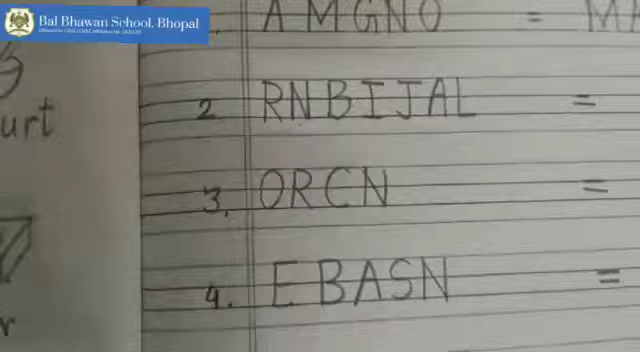 Bal Bhawan School, Bhopal
AMGNO =
urt
2 RNBIJAL =
3. ORCN =
4. EBASN =
r